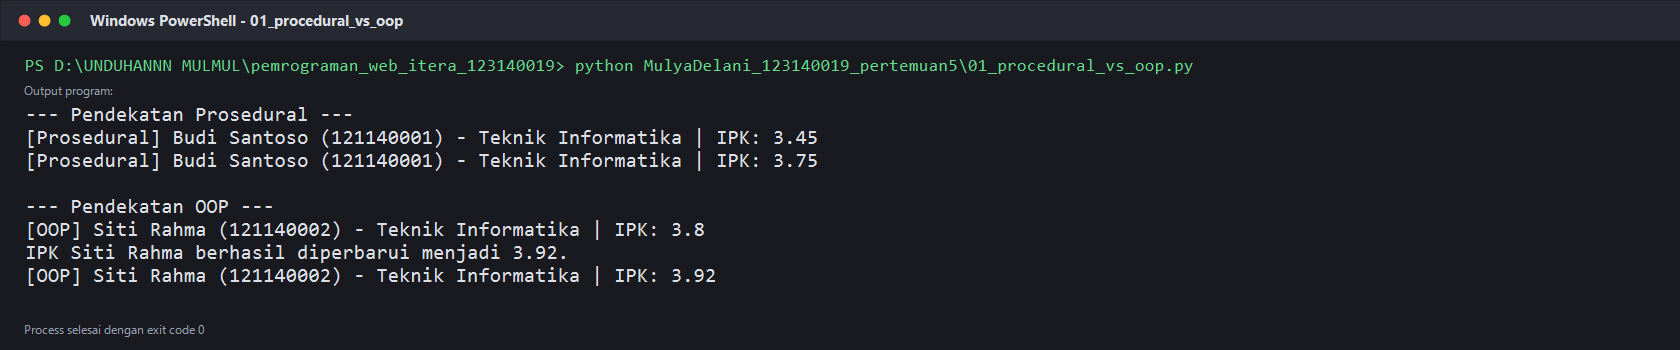 Windows PowerShell - 01_procedural_vs_oop
PS D:\UNDUHANNN MULMUL\pemrograman_web_itera_123140019> python MulyaDelani_123140019_pertemuan5\01_procedural_vs_oop.py
Output program:
--- Pendekatan Prosedural ---
[Prosedural] Budi Santoso (121140001) - Teknik Informatika | IPK: 3.45
[Prosedural] Budi Santoso (121140001) - Teknik Informatika | IPK: 3.75
--- Pendekatan OOP ---
[OOP] Siti Rahma (121140002) - Teknik Informatika | IPK: 3.8
IPK Siti Rahma berhasil diperbarui menjadi 3.92.
[OOP] Siti Rahma (121140002) - Teknik Informatika | IPK: 3.92
Process selesai dengan exit code 0